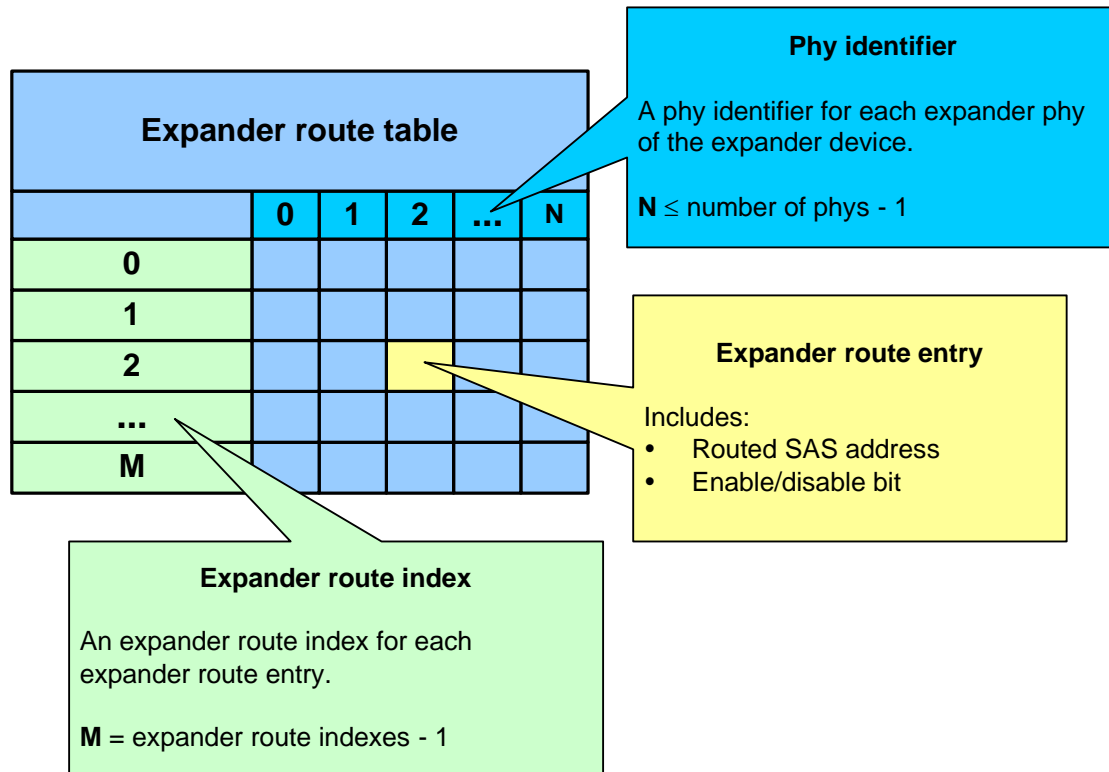 Expander route table
0 1 2 ... N
0
1
2
...
M
Phy identifier
A phy identifier for each expander phy
of the expander device.
N ≤ number of phys - 1
Expander route entry
Includes:
• Routed SAS address
• Enable/disable bit
Expander route index
An expander route index for each
expander route entry.
M = expander route indexes - 1